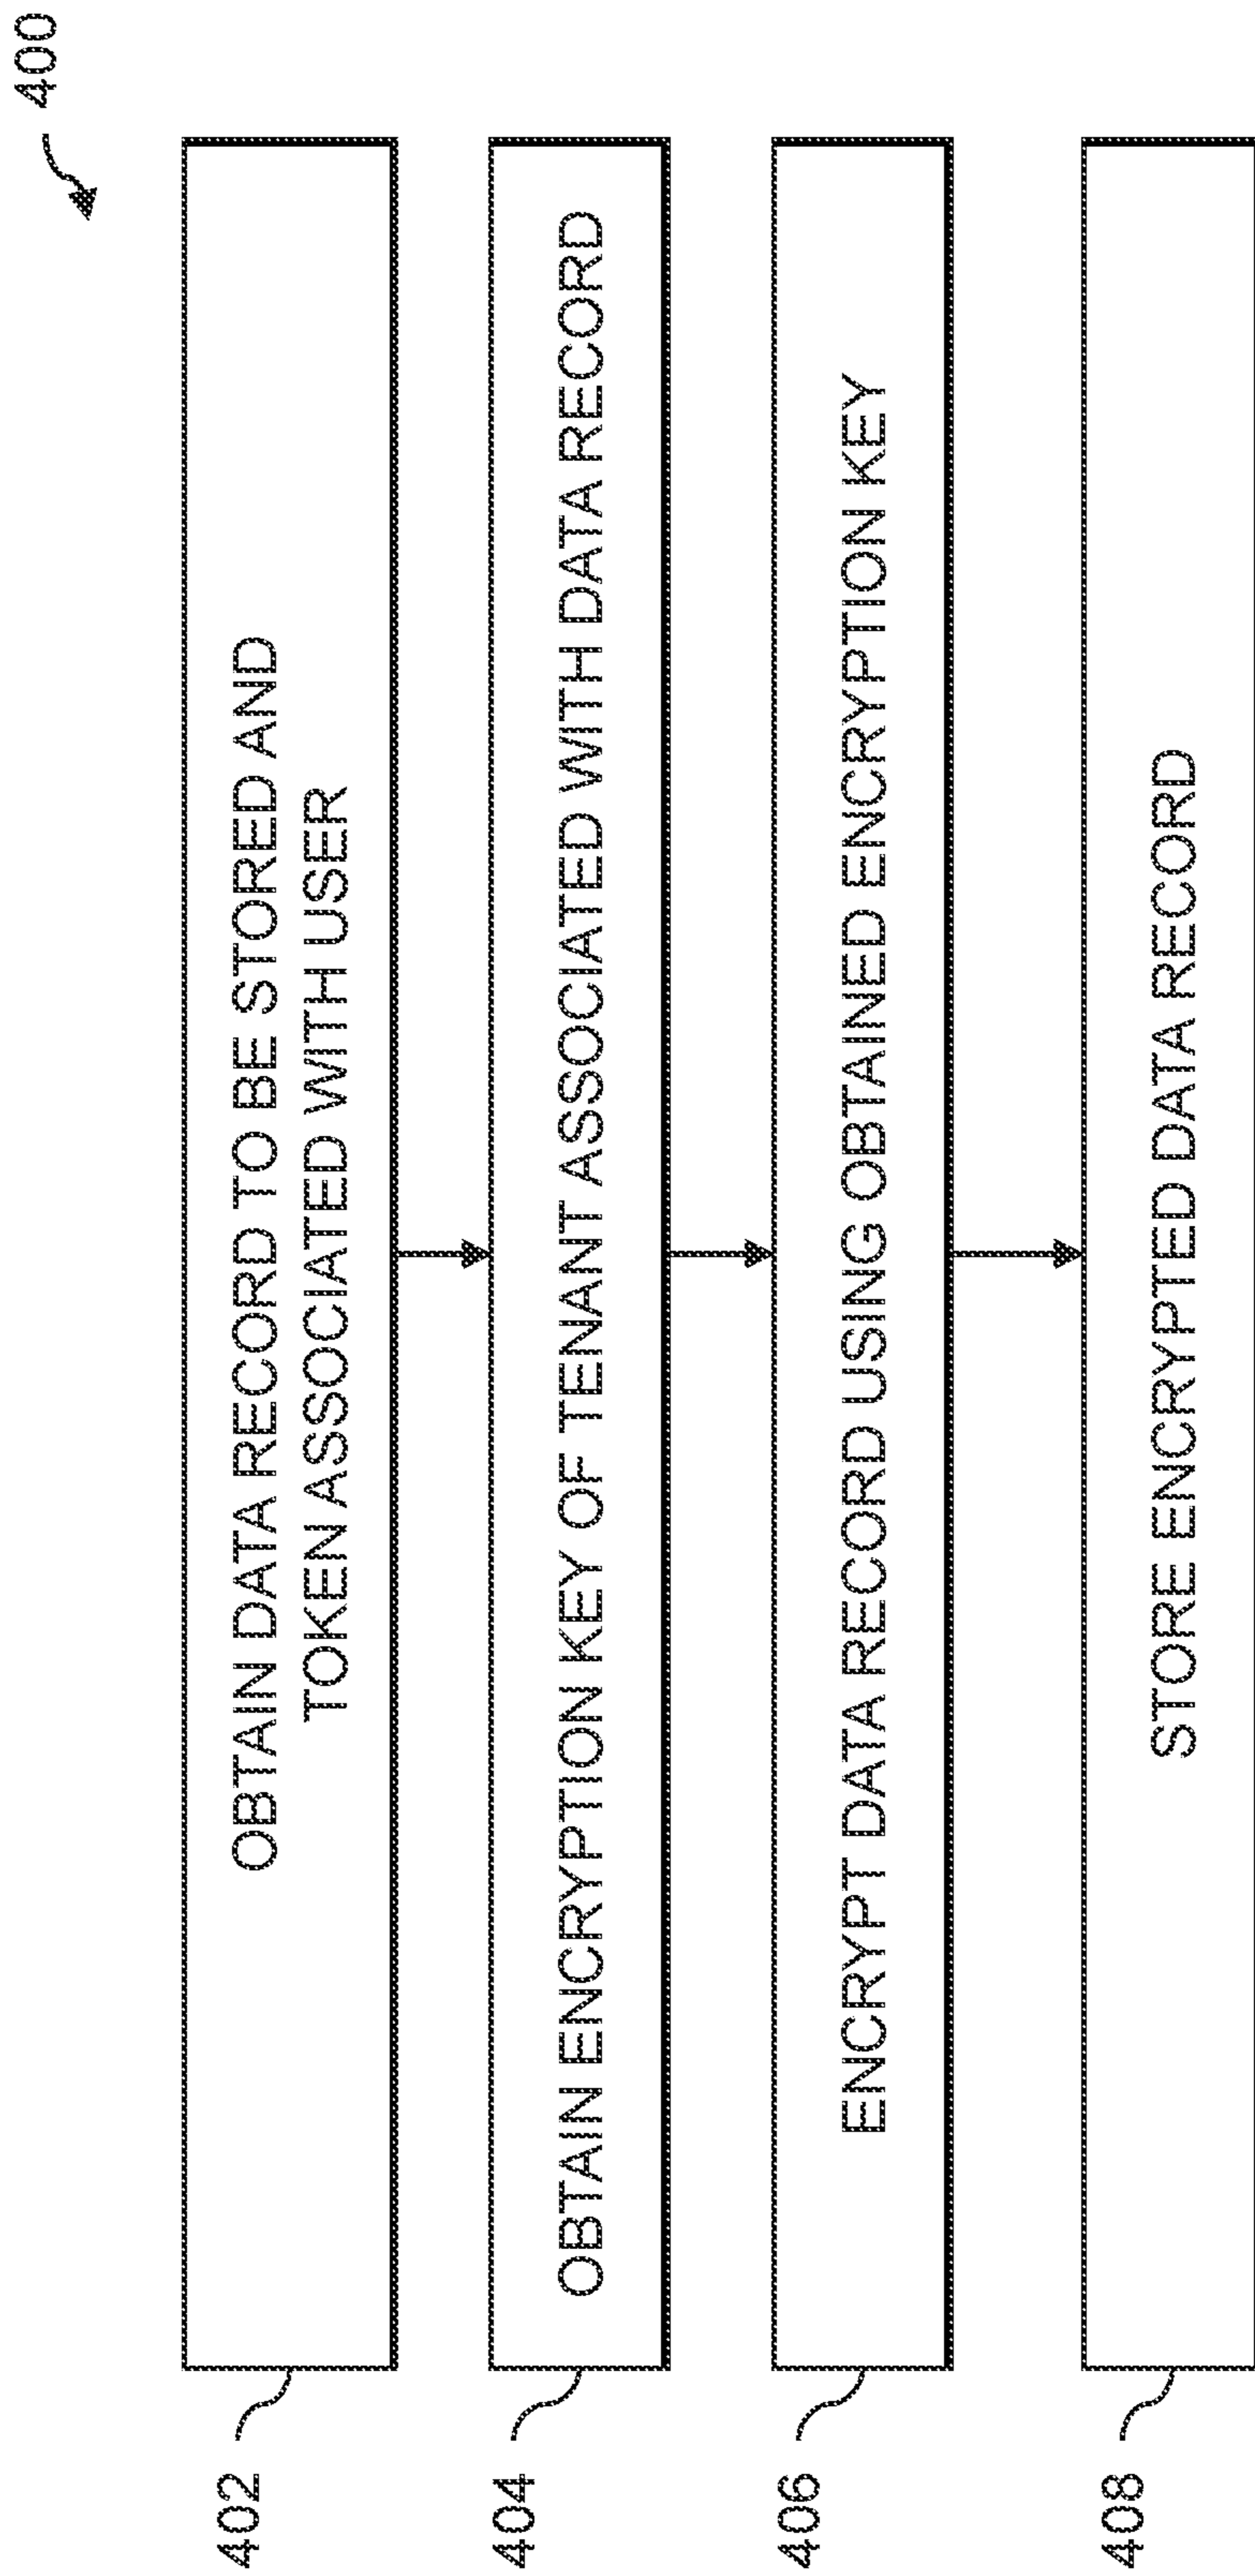 400
402
OBTAIN DATA RECORD TO BE STORED AND
TOKEN ASSOCIATED WITH USER
404
OBTAIN ENCRYPTION KEY OF TENANT ASSOCIATED WITH DATA RECORD
406
ENCRYPT DATA RECORD USING OBTAINED ENCRYPTION KEY
408
STORE ENCRYPTED DATA RECORD